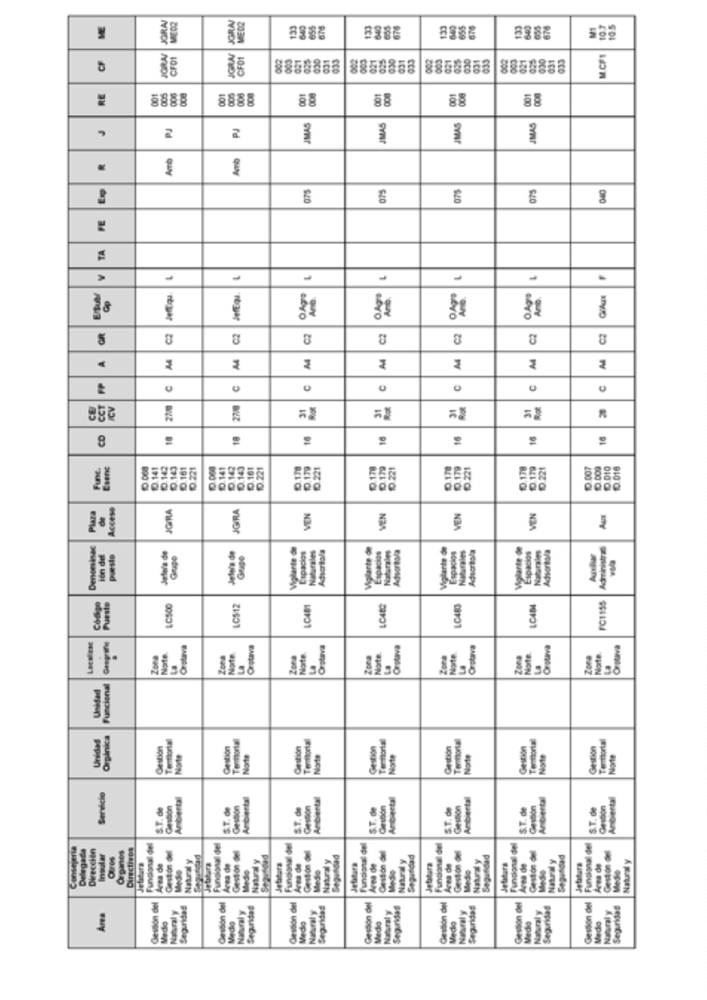 Área
Consejería
Delegada
Dirección
Insular
Otros
Órganos
Directivos
Servicio
Unidad
Orgánica
Unidad
Funcional
Localizac
.
Geográfic
a
Código
Puesto
Denominac
ión del
puesto
Plaza
de
Acceso
Func.
Esenc
CD
CE/
CCT
/CV
FP
A
GR
E/Sub/
Gp
V
TA
FE
Exp
R
J
RE
CF
ME
Gestión del
Medio
Natural y
Seguridad
Jefatura
Funcional del
Área de
Gestión del
Medio
Natural y
Seguridad
S.T. de
Gestión
Ambiental
Gestión
Territorial
Norte
Zona
Norte.
La
Orotava
LC500
Jefe/a de
Grupo
JG/RA
fD.068
fD.141
fD.142
fD.143
fD.161
fD.221
18
27/8
C
A4
C2
JefEqu.
L
Amb
PJ
001
005
006
008
JGRA/
CF01
JGRA/
ME02
Gestión del
Medio
Natural y
Seguridad
Jefatura
Funcional del
Área de
Gestión del
Medio
Natural y
Seguridad
S.T. de
Gestión
Ambiental
Gestión
Territorial
Norte
Zona
Norte.
La
Orotava
LC512
Jefe/a de
Grupo
JG/RA
fD.068
fD.141
fD.142
fD.143
fD.161
fD.221
18
27/8
C
A4
C2
JefEqu.
L
Amb
PJ
001
005
006
008
JGRA/
CF01
JGRA/
ME02
Gestión del
Medio
Natural y
Seguridad
Jefatura
Funcional del
Área de
Gestión del
Medio
Natural y
Seguridad
S.T. de
Gestión
Ambiental
Gestión
Territorial
Norte
Zona
Norte.
La
Orotava
LC481
Vigilante de
Espacios
Naturales
Adscrito/a
VEN
fD.178
fD.179
fD.221
16
31
Rot
C
A4
C2
O.Agro
Amb.
L
075
JMA5
001
008
002
003
021
025
030
031
033
133
640
655
676
Gestión del
Medio
Natural y
Seguridad
Jefatura
Funcional del
Área de
Gestión del
Medio
Natural y
Seguridad
S.T. de
Gestión
Ambiental
Gestión
Territorial
Norte
Zona
Norte.
La
Orotava
LC482
Vigilante de
Espacios
Naturales
Adscrito/a
VEN
fD.178
fD.179
fD.221
16
31
Rot
C
A4
C2
O.Agro
Amb.
L
075
JMA5
001
008
002
003
021
025
030
031
033
133
640
655
676
Gestión del
Medio
Natural y
Seguridad
Jefatura
Funcional del
Área de
Gestión del
Medio
Natural y
Seguridad
S.T. de
Gestión
Ambiental
Gestión
Territorial
Norte
Zona
Norte.
La
Orotava
LC483
Vigilante de
Espacios
Naturales
Adscrito/a
VEN
fD.178
fD.179
fD.221
16
31
Rot
C
A4
C2
O.Agro
Amb.
L
075
JMA5
001
008
002
003
021
025
030
031
033
133
640
655
676
Gestión del
Medio
Natural y
Seguridad
Jefatura
Funcional del
Área de
Gestión del
Medio
Natural y
Seguridad
S.T. de
Gestión
Ambiental
Gestión
Territorial
Norte
Zona
Norte.
La
Orotava
LC484
Vigilante de
Espacios
Naturales
Adscrito/a
VEN
fD.178
fD.179
fD.221
16
31
Rot
C
A4
C2
O.Agro
Amb.
L
075
JMA5
001
008
002
003
021
025
030
031
033
133
640
655
676
Gestión del
Medio
Natural y
Seguridad
Jefatura
Funcional del
Área de
Gestión del
Medio
Natural y
S.T. de
Gestión
Ambiental
Gestión
Territorial
Norte
Zona
Norte.
La
Orotava
FC1155
Auxiliar
Administrati
vo/a
Aux
fD.007
fD.009
fD.010
fD.016
16
28
C
A4
C2
G/Aux
F
040
M.CF1
M1
10.7
10.5